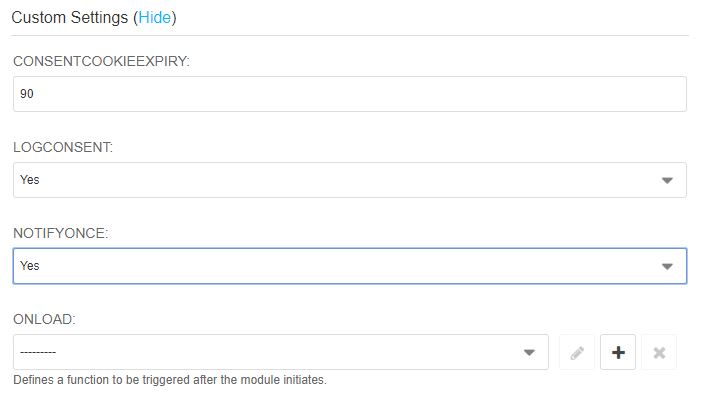 Custom Settings (Hide)
CONSENTCOOKIEEXPIRY:
90
LOGCONSENT:
Yes
NOTIFYONCE:
Yes
ONLOAD:
---------
Defines a function to be triggered after the module initiates.